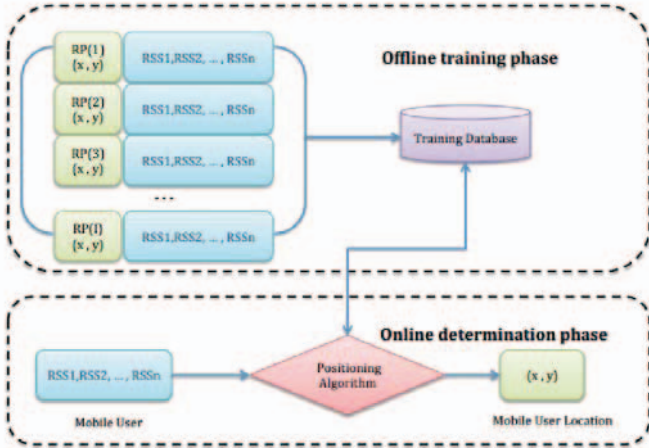 Offline training phase
RP(1)
(x , y)
RSS1,RSS2, ... , RSSn
RP(2)
(x , y)
RSS1,RSS2, ... , RSSn
RP(3)
(x , y)
RSS1,RSS2, ... , RSSn
...
RP(I)
(x , y)
RSS1,RSS2, ... , RSSn
Training Database
Online determination phase
RSS1,RSS2, ... , RSSn
Mobile User
Positioning
Algorithm
(x , y)
Mobile User Location